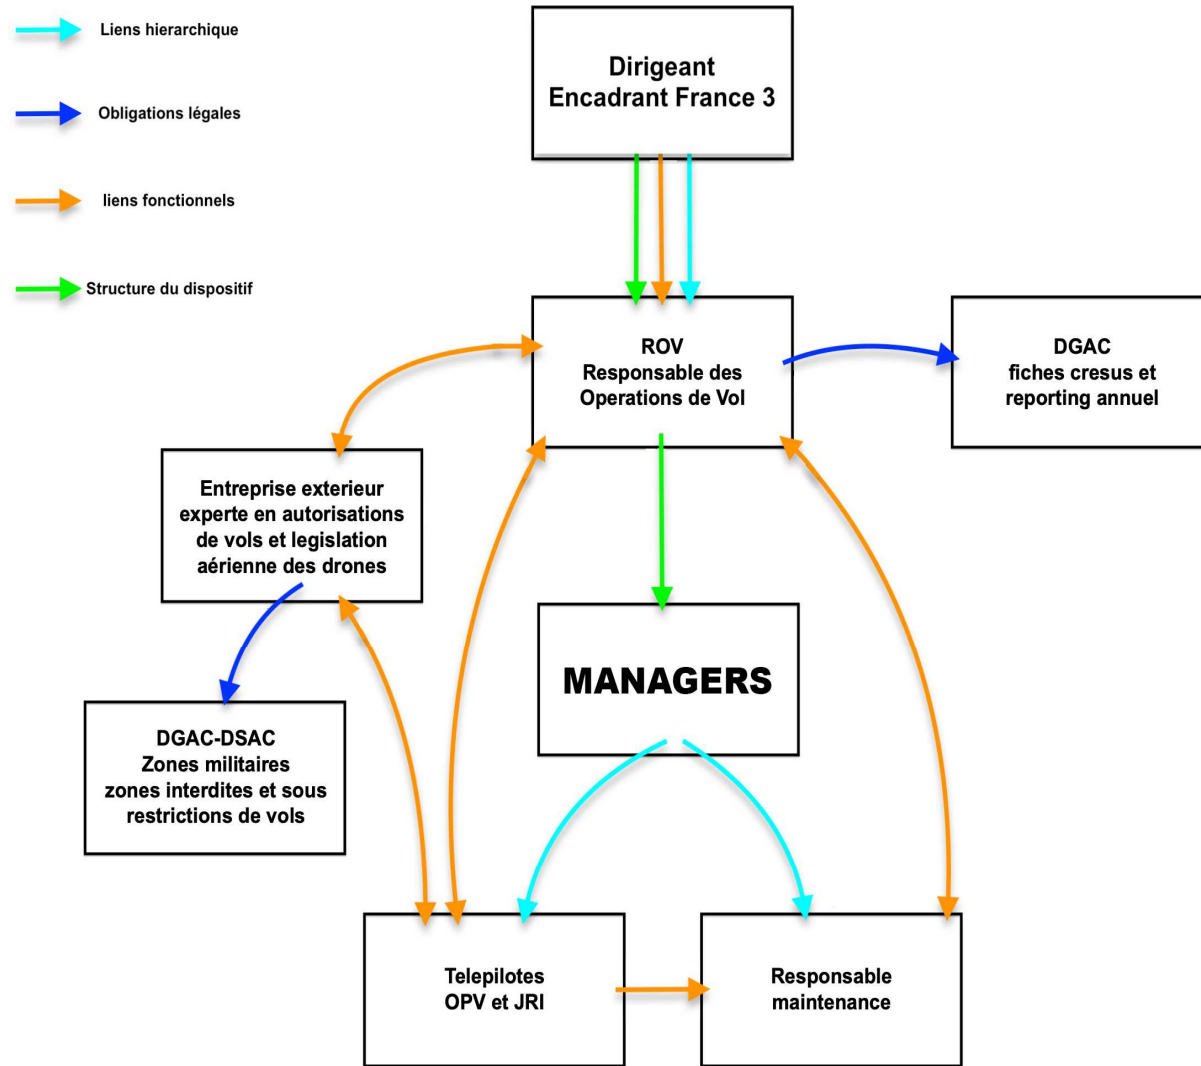 Liens hierarchique
Obligations légales
liens fonctionnels
Structure du dispositif
Dirigeant
Encadrant France 3
ROV
Responsable des
Operations de Vol
DGAC
fiches cresus et
reporting annuel
Entreprise exterieur
experte en autorisations
de vols et legislation
aérienne des drones
MANAGERS
DGAC-DSAC
Zones militaires
zones interdites et sous
restrictions de vols
Telepilotes
OPV et JRI
Responsable
maintenance